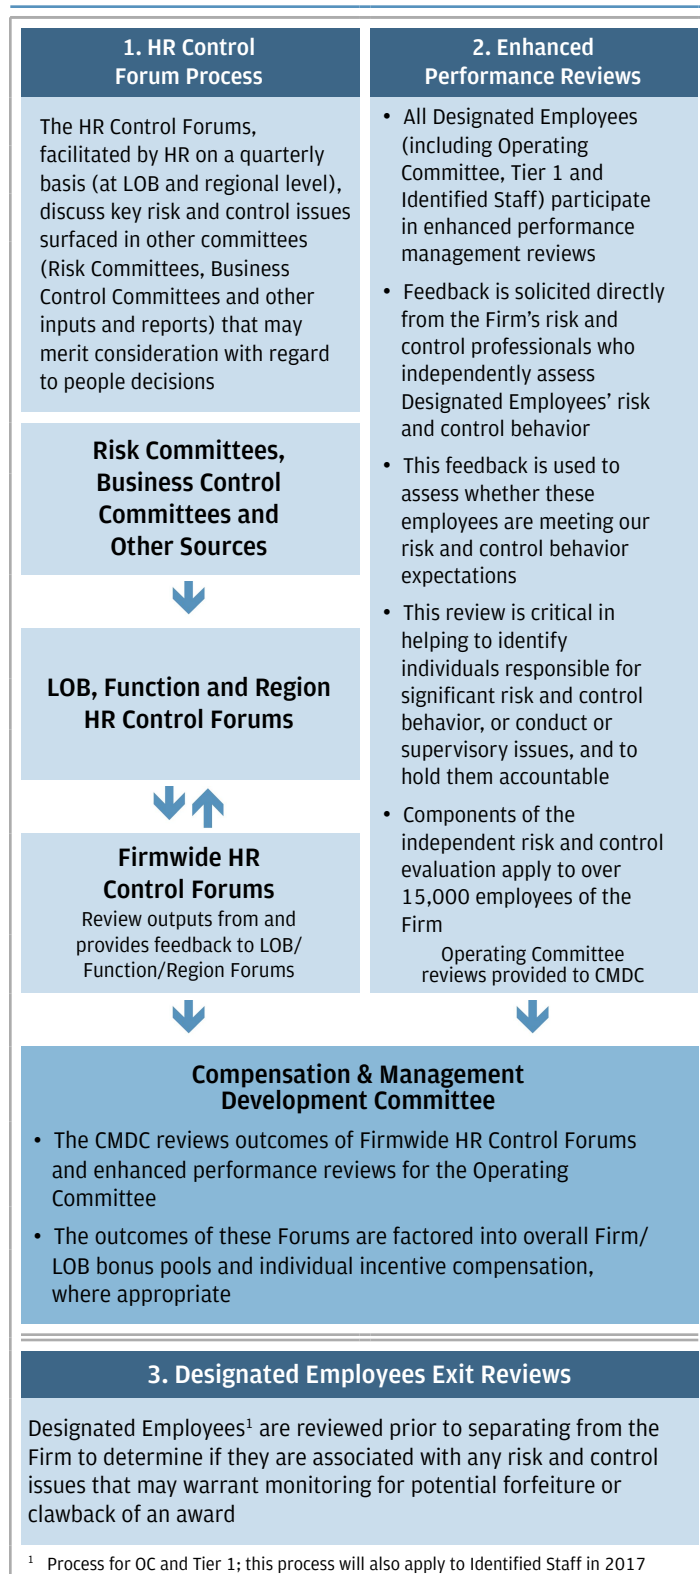 1. HR Control
Forum Process
The HR Control Forums,
facilitated by HR on a quarterly
basis (at LOB and regional level),
discuss key risk and control issues
surfaced in other committees
(Risk Committees, Business
Control Committees and other
inputs and reports) that may
merit consideration with regard
to people decisions
Risk Committees,
Business Control
Committees and
Other Sources
LOB, Function and Region
HR Control Forums
Firmwide HR
Control Forums
Review outputs from and
provides feedback to LOB/
Function/Region Forums
2. Enhanced
Performance Reviews
• All Designated Employees
(including Operating
Committee, Tier 1 and
Identified Staff) participate
in enhanced performance
management reviews
• Feedback is solicited directly
from the Firm's risk and
control professionals who
independently assess
Designated Employees' risk
and control behavior
• This feedback is used to
assess whether these
employees are meeting our
risk and control behavior
expectations
• This review is critical in
helping to identify
individuals responsible for
significant risk and control
behavior, or conduct or
supervisory issues, and to
hold them accountable
• Components of the
independent risk and control
evaluation apply to over
15,000 employees of the
Firm
Operating Committee
reviews provided to CMDC
Compensation & Management
Development Committee
• The CMDC reviews outcomes of Firmwide HR Control Forums
and enhanced performance reviews for the Operating
Committee
• The outcomes of these Forums are factored into overall Firm/
LOB bonus pools and individual incentive compensation,
where appropriate
3. Designated Employees Exit Reviews
Designated Employees¹ are reviewed prior to separating from the
Firm to determine if they are associated with any risk and control
issues that may warrant monitoring for potential forfeiture or
clawback of an award
¹ Process for OC and Tier 1; this process will also apply to Identified Staff in 2017